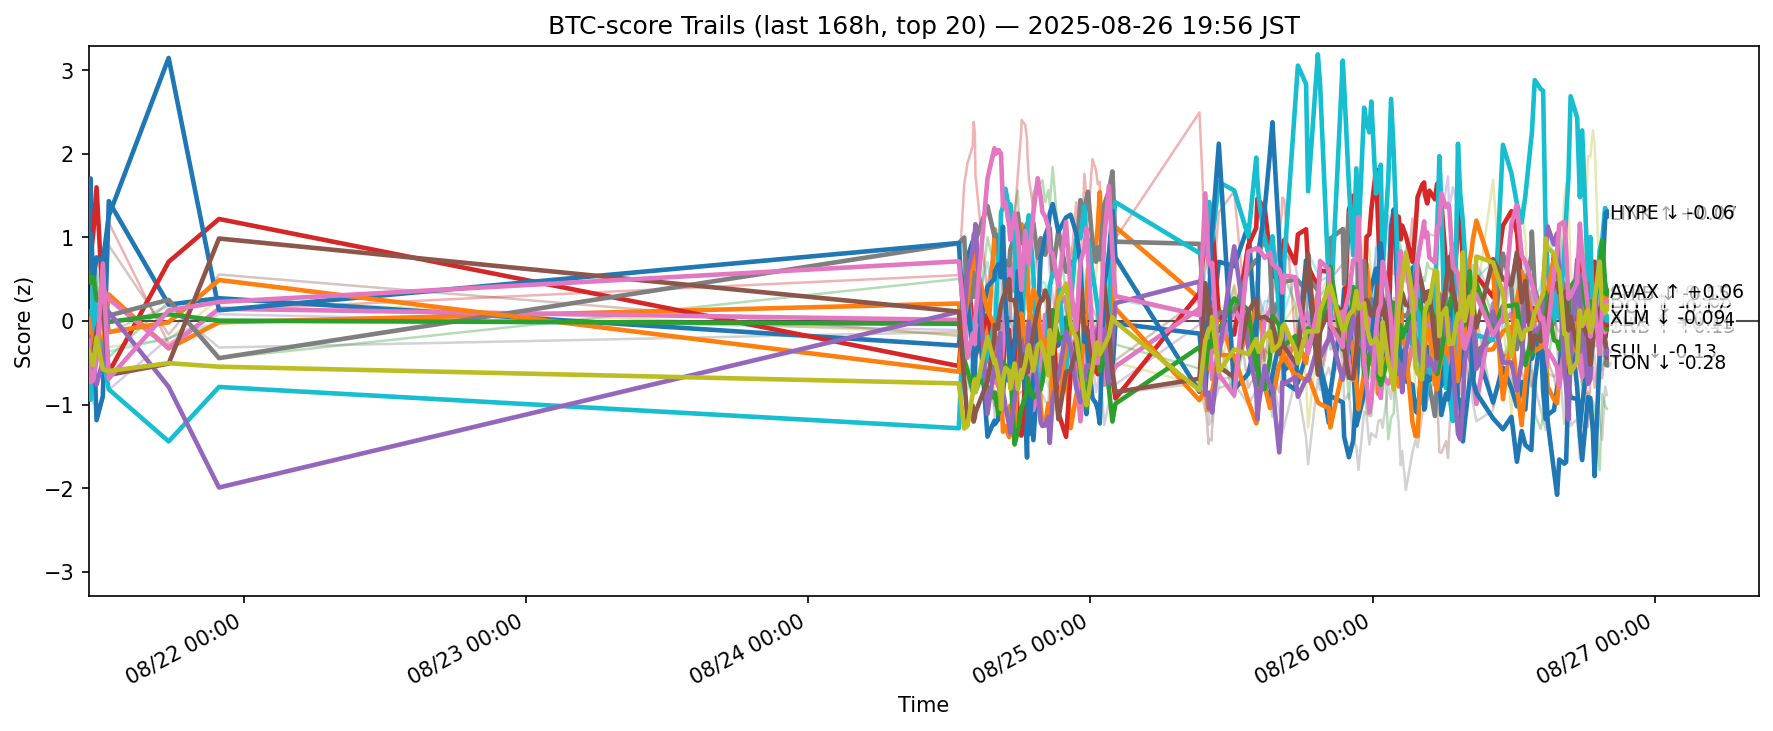 BTC-score Trails (last 168h, top 20) — 2025-08-26 19:56 JST
Score (z)
3
2
1
0
−1
−2
−3
HYPE ↓ -0.06
AVAX ↑ +0.06
XLM ↓ -0.094
SUI ↓ -0.13
TON ↓ -0.28
08/22 00:00
08/23 00:00
08/24 00:00
08/25 00:00
08/26 00:00
08/27 00:00
Time